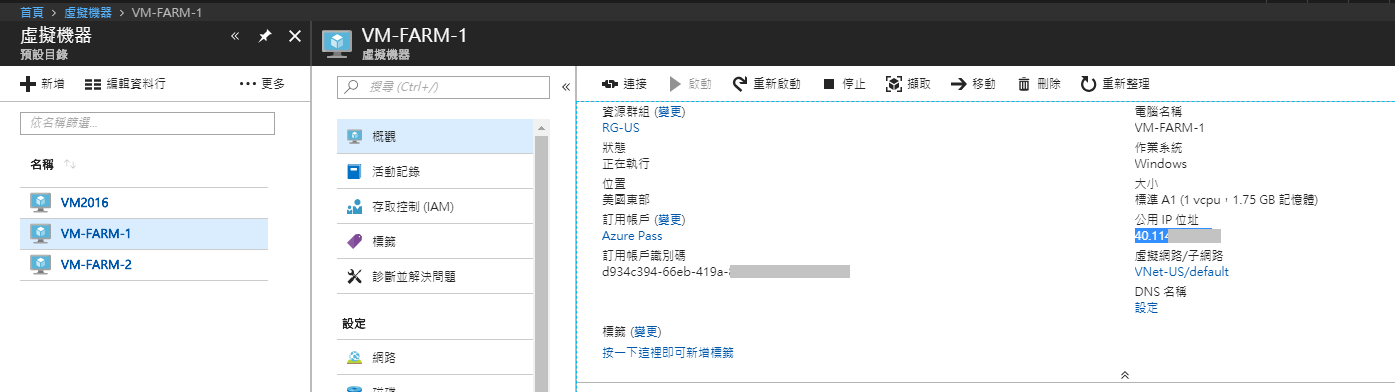 首頁 > 虛擬機器 > VM-FARM-1
虛擬機器
預設目錄
新增
編輯資料行
更多
依名稱篩選...
名稱
VM2016
VM-FARM-1
VM-FARM-2
VM-FARM-1
虛擬機器
搜尋 (Ctrl+/)
概觀
活動記錄
存取控制 (IAM)
標籤
診斷並解決問題
設定
網路
磁碟
連接
啟動
重新啟動
停止
擷取
移動
刪除
重新整理
資源群組 (變更)
RG-US
狀態
正在執行
位置
美國東部
訂用帳戶 (變更)
Azure Pass
訂用帳戶識別碼
d934c394-66eb-419a-
標籤 (變更)
按一下這裡即可新增標籤
電腦名稱
VM-FARM-1
作業系統
Windows
大小
標準 A1 (1 vcpu，1.75 GB 記憶體)
公用 IP 位址
40.114
虛擬網路/子網路
VNet-US/default
DNS 名稱
設定